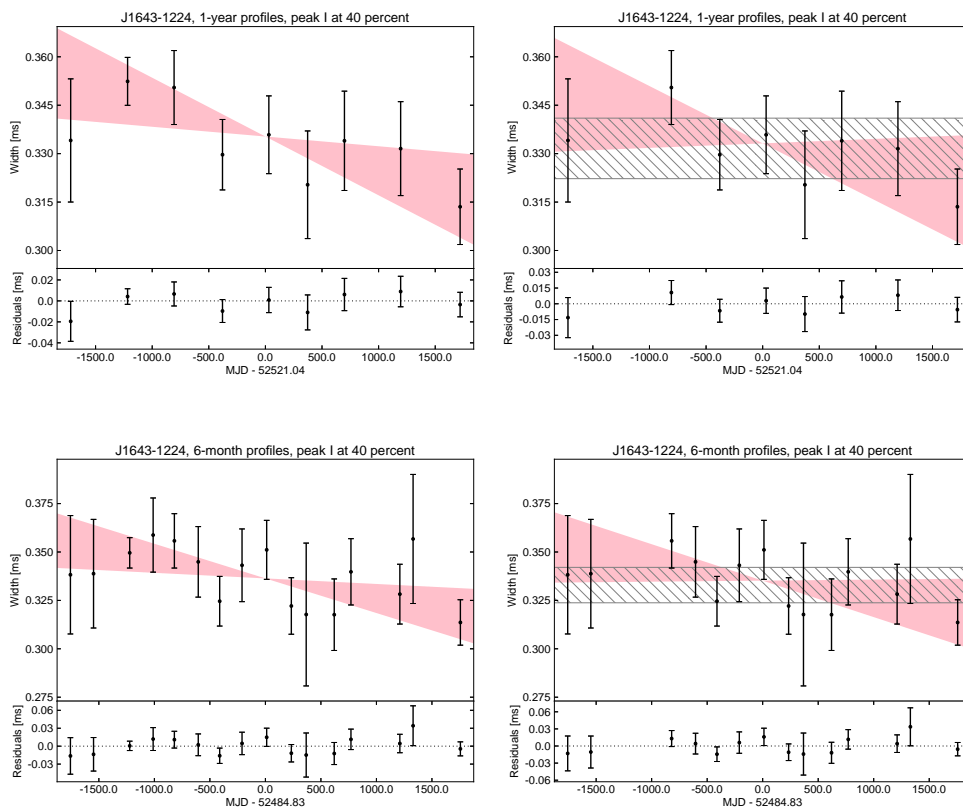 J1643-1224, 1-year profiles, peak I at 40 percent
0.360
0.345
0.330
0.315
0.300
Width [ms]
0.02
0.0
-0.02
-0.04
Residuals [ms]
-1500.0 -1000.0 -500.0 0.0 500.0 1000.0 1500.0
MJD - 52521.04
J1643-1224, 1-year profiles, peak I at 40 percent
0.360
0.345
0.330
0.315
0.300
Width [ms]
0.03
0.015
0.0
-0.015
-0.03
Residuals [ms]
-1500.0 -1000.0 -500.0 0.0 500.0 1000.0 1500.0
MJD - 52521.04
J1643-1224, 6-month profiles, peak I at 40 percent
0.375
0.350
0.325
0.300
0.275
Width [ms]
0.06
0.03
0.0
-0.03
Residuals [ms]
-1500.0 -1000.0 -500.0 0.0 500.0 1000.0 1500.0
MJD - 52484.83
J1643-1224, 6-month profiles, peak I at 40 percent
0.375
0.350
0.325
0.300
0.275
Width [ms]
0.06
0.03
0.0
-0.03
-0.06
Residuals [ms]
-1500.0 -1000.0 -500.0 0.0 500.0 1000.0 1500.0
MJD - 52484.83